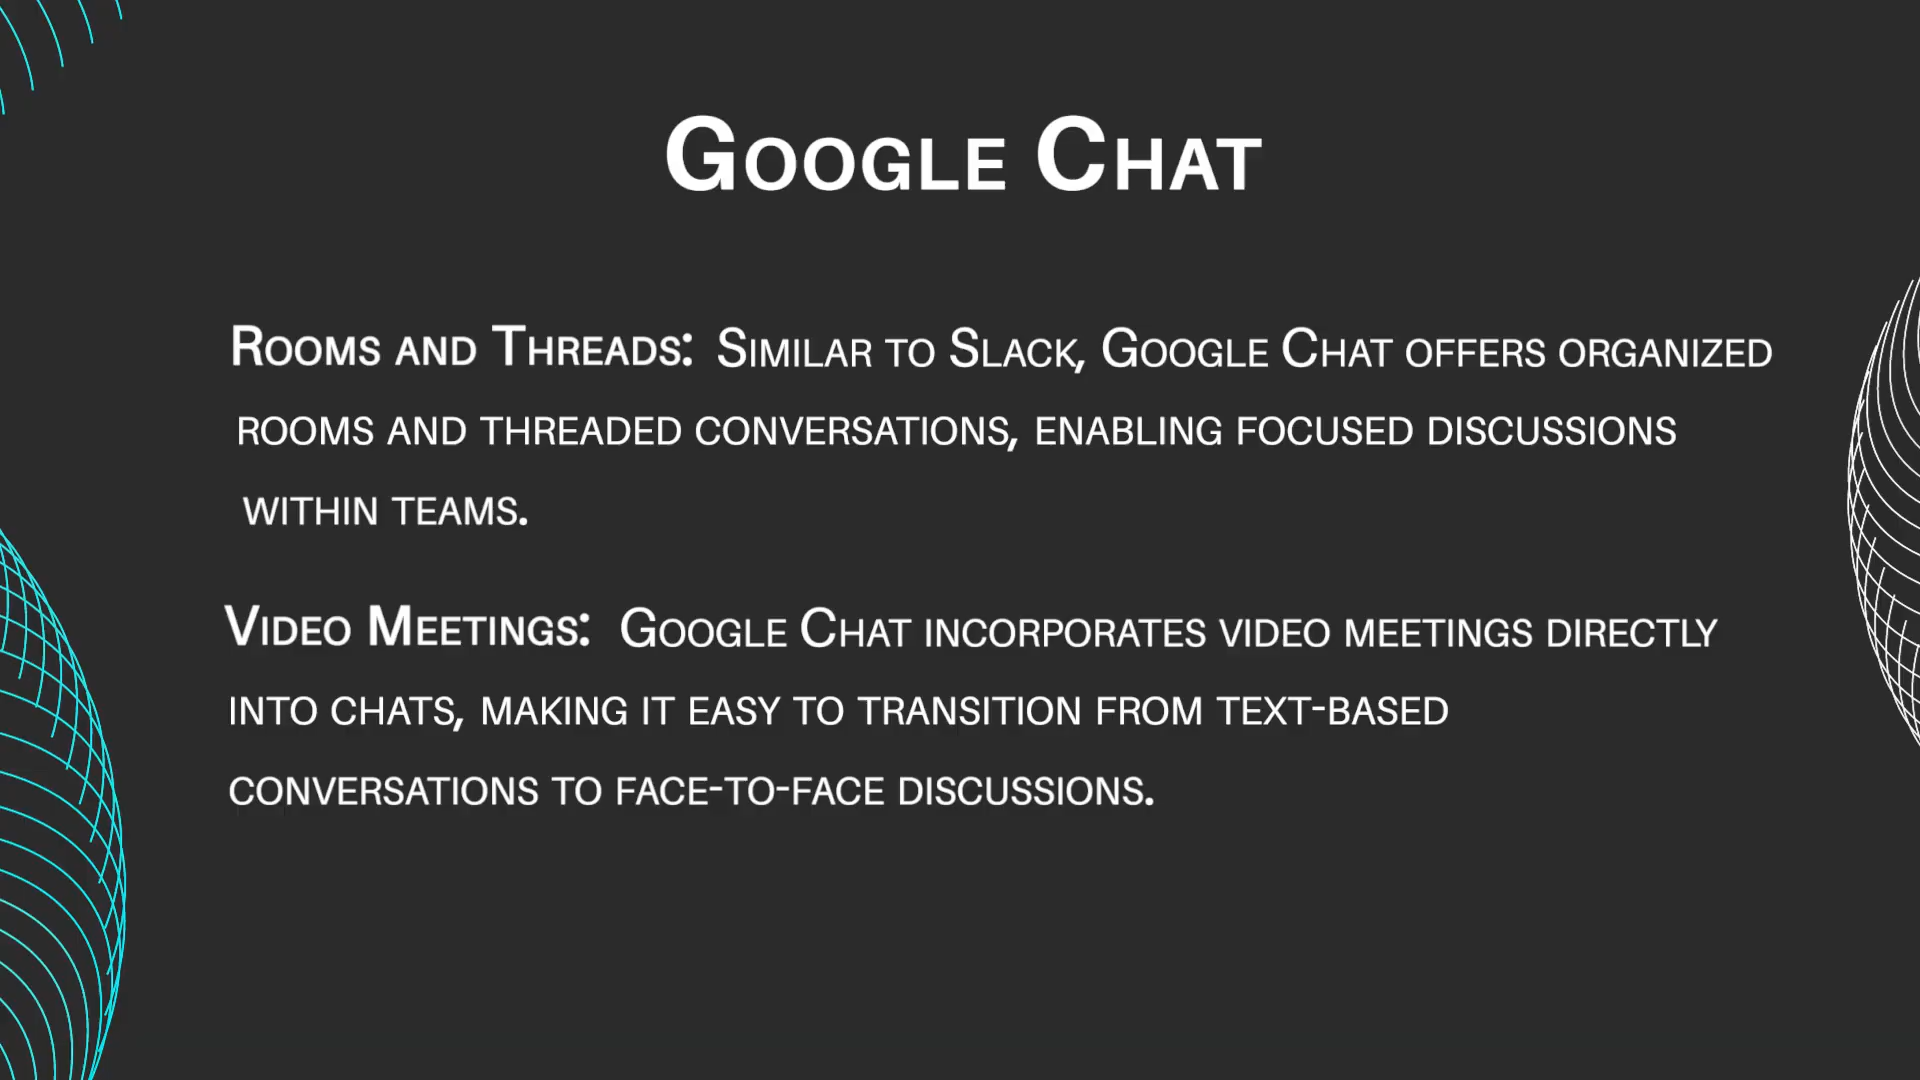 Google Chat
Rooms and Threads: Similar to Slack, Google Chat offers organized
rooms and threaded conversations, enabling focused discussions
within teams.
Video Meetings: Google Chat incorporates video meetings directly
into chats, making it easy to transition from text-based
conversations to face-to-face discussions.